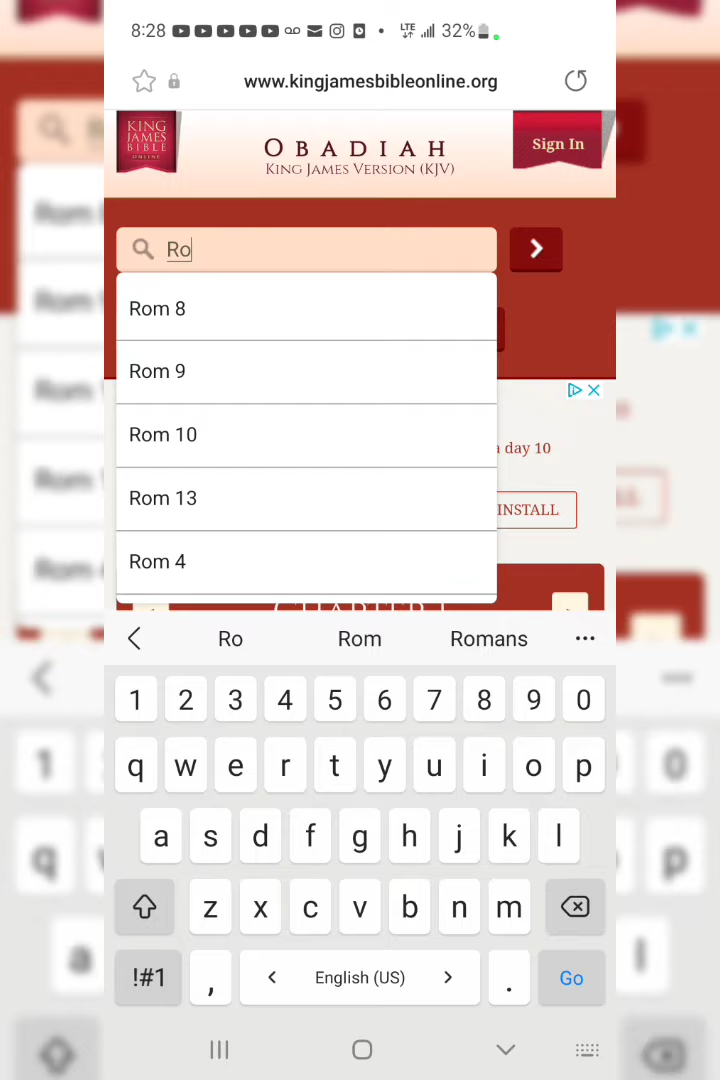 8:28 LTE 32%
www.kingjamesbibleonline.org
KING
JAMES
BIBLE
ONLINE
OBADIAH
KING JAMES VERSION (KJV)
Sign In
Ro
Rom 8
Rom 9
Rom 10
Rom 13
Rom 4
a day 10
INSTALL
Ro Rom Romans
1 2 3 4 5 6 7 8 9 0
q w e r t y u i o p
a s d f g h j k l
z x c v b n m
!#1 , English (US) . Go